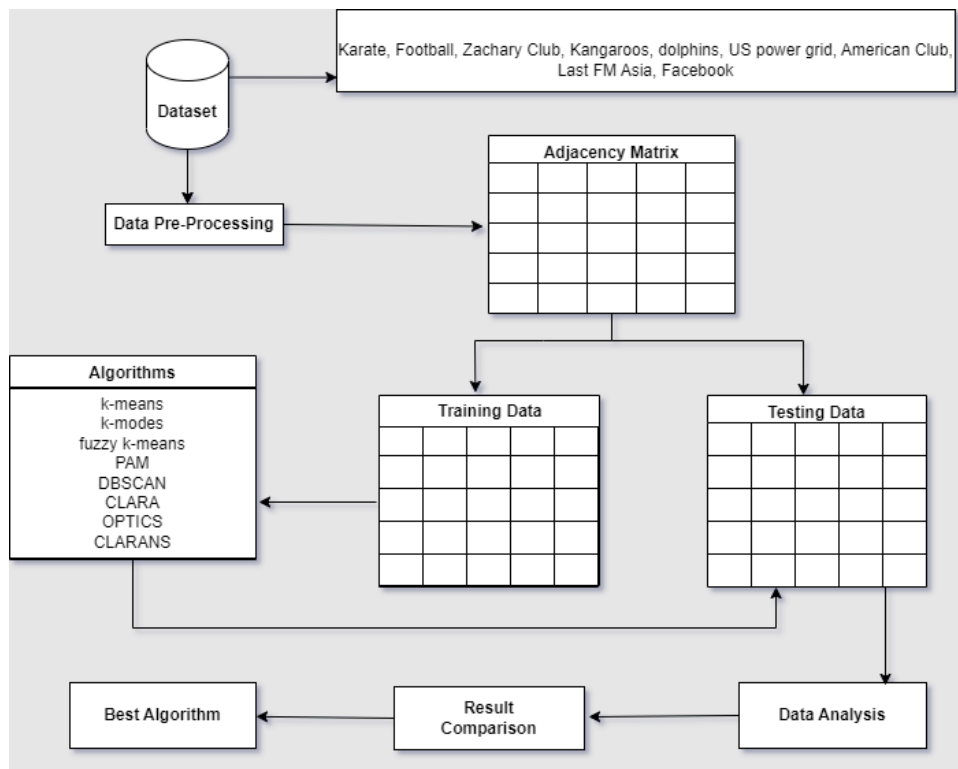 Karate, Football, Zachary Club, Kangaroos, dolphins, US power grid, American Club,
Last FM Asia, Facebook
Dataset
Adjacency Matrix
Data Pre-Processing
Algorithms
k-means
k-modes
fuzzy k-means
PAM
DBSCAN
CLARA
OPTICS
CLARANS
Training Data
Testing Data
Best Algorithm
Result
Comparison
Data Analysis